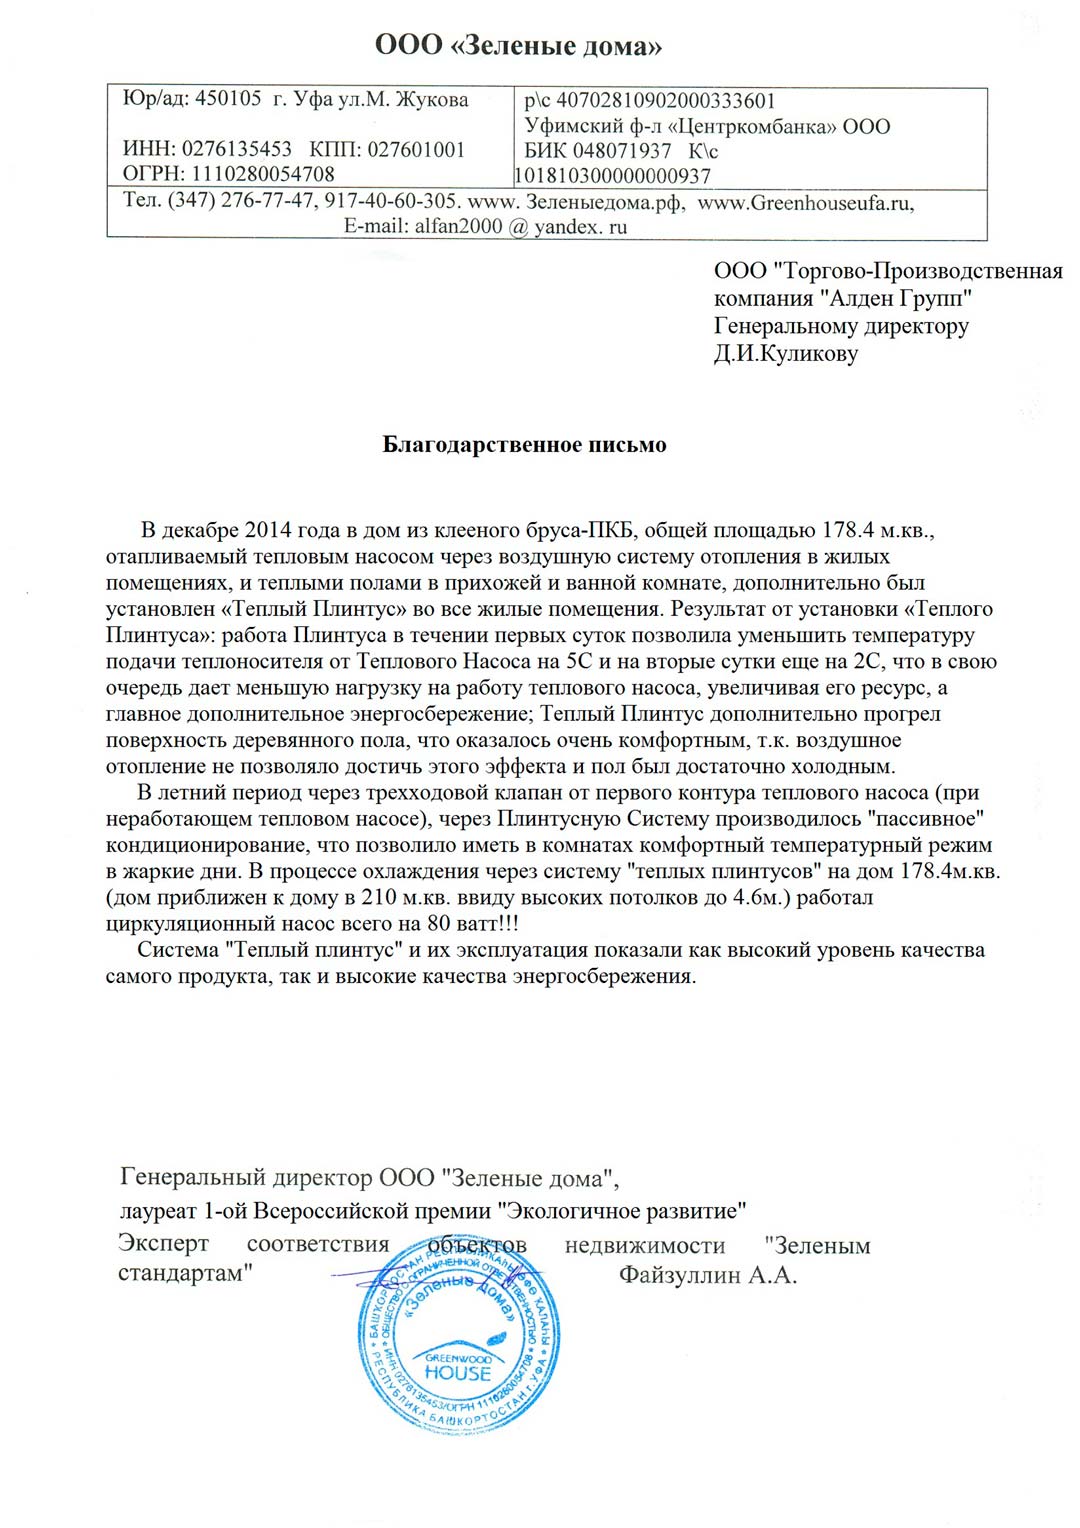 ООО «Зеленые дома»
Юр/ад: 450105 г. Уфа ул.М. Жукова
ИНН: 0276135453 КПП: 027601001
ОГРН: 1110280054708
р\с 40702810902000333601
Уфимский ф-л «Центркомбанка» ООО
БИК 048071937 К\с
101810300000000937
Тел. (347) 276-77-47, 917-40-60-305. www. Зеленыедома.рф, www.Greenhouseufa.ru,
E-mail: alfan2000 @ yandex. ru
ООО "Торгово-Производственная
компания "Алден Групп"
Генеральному директору
Д.И.Куликову
Благодарственное письмо
В декабре 2014 года в дом из клееного бруса-ПКБ, общей площадью 178.4 м.кв.,
отапливаемый тепловым насосом через воздушную систему отопления в жилых
помещениях, и теплыми полами в прихожей и ванной комнате, дополнительно был
установлен «Теплый Плинтус» во все жилые помещения. Результат от установки «Теплого
Плинтуса»: работа Плинтуса в течении первых суток позволила уменьшить температуру
подачи теплоносителя от Теплового Насоса на 5С и на вторые сутки еще на 2С, что в свою
очередь дает меньшую нагрузку на работу теплового насоса, увеличивая его ресурс, а
главное дополнительное энергосбережение; Теплый Плинтус дополнительно прогрел
поверхность деревянного пола, что оказалось очень комфортным, т.к. воздушное
отопление не позволяло достичь этого эффекта и пол был достаточно холодным.
В летний период через трехходовой клапан от первого контура теплового насоса (при
неработающем тепловом насосе), через Плинтусную Систему производилось "пассивное"
кондиционирование, что позволило иметь в комнатах комфортный температурный режим
в жаркие дни. В процессе охлаждения через систему "теплых плинтусов" на дом 178.4м.кв.
(дом приближен к дому в 210 м.кв. ввиду высоких потолков до 4.6м.) работал
циркуляционный насос всего на 80 ватт!!!
Система "Теплый плинтус" и их эксплуатация показали как высокий уровень качества
самого продукта, так и высокие качества энергосбережения.
Генеральный директор ООО "Зеленые дома",
лауреат 1-ой Всероссийской премии "Экологичное развитие"
Эксперт соответствия объектов недвижимости "Зеленым
стандартам" Файзуллин А.А.
БАШҠОРТОСТАН РЕСПУБЛИКАҺЫ ӨФӨ ҠАЛАҺЫ
РЕСПУБЛИКА БАШКОРТОСТАН Г.УФА
ОБЩЕСТВО С ОГРАНИЧЕННОЙ ОТВЕТСТВЕННОСТЬЮ
ИНН 0276135453/ОГРН 1110280054708
«Зеленые дома»
GREENWOOD
HOUSE